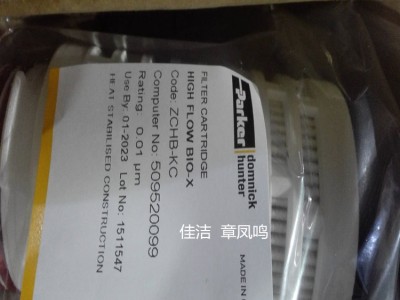 Parker
domnick
hunter
FILTER CARTRIDGE
HIGH FLOW BIO-X
Code: ZCHB-KC
Computer No: 509520099
Rating: 0.01 µm
Use By: 01-2023 Lot No: 1511547
HEAT STABILISED CONSTRUCTION
MADE IN
佳洁 章凤鸣